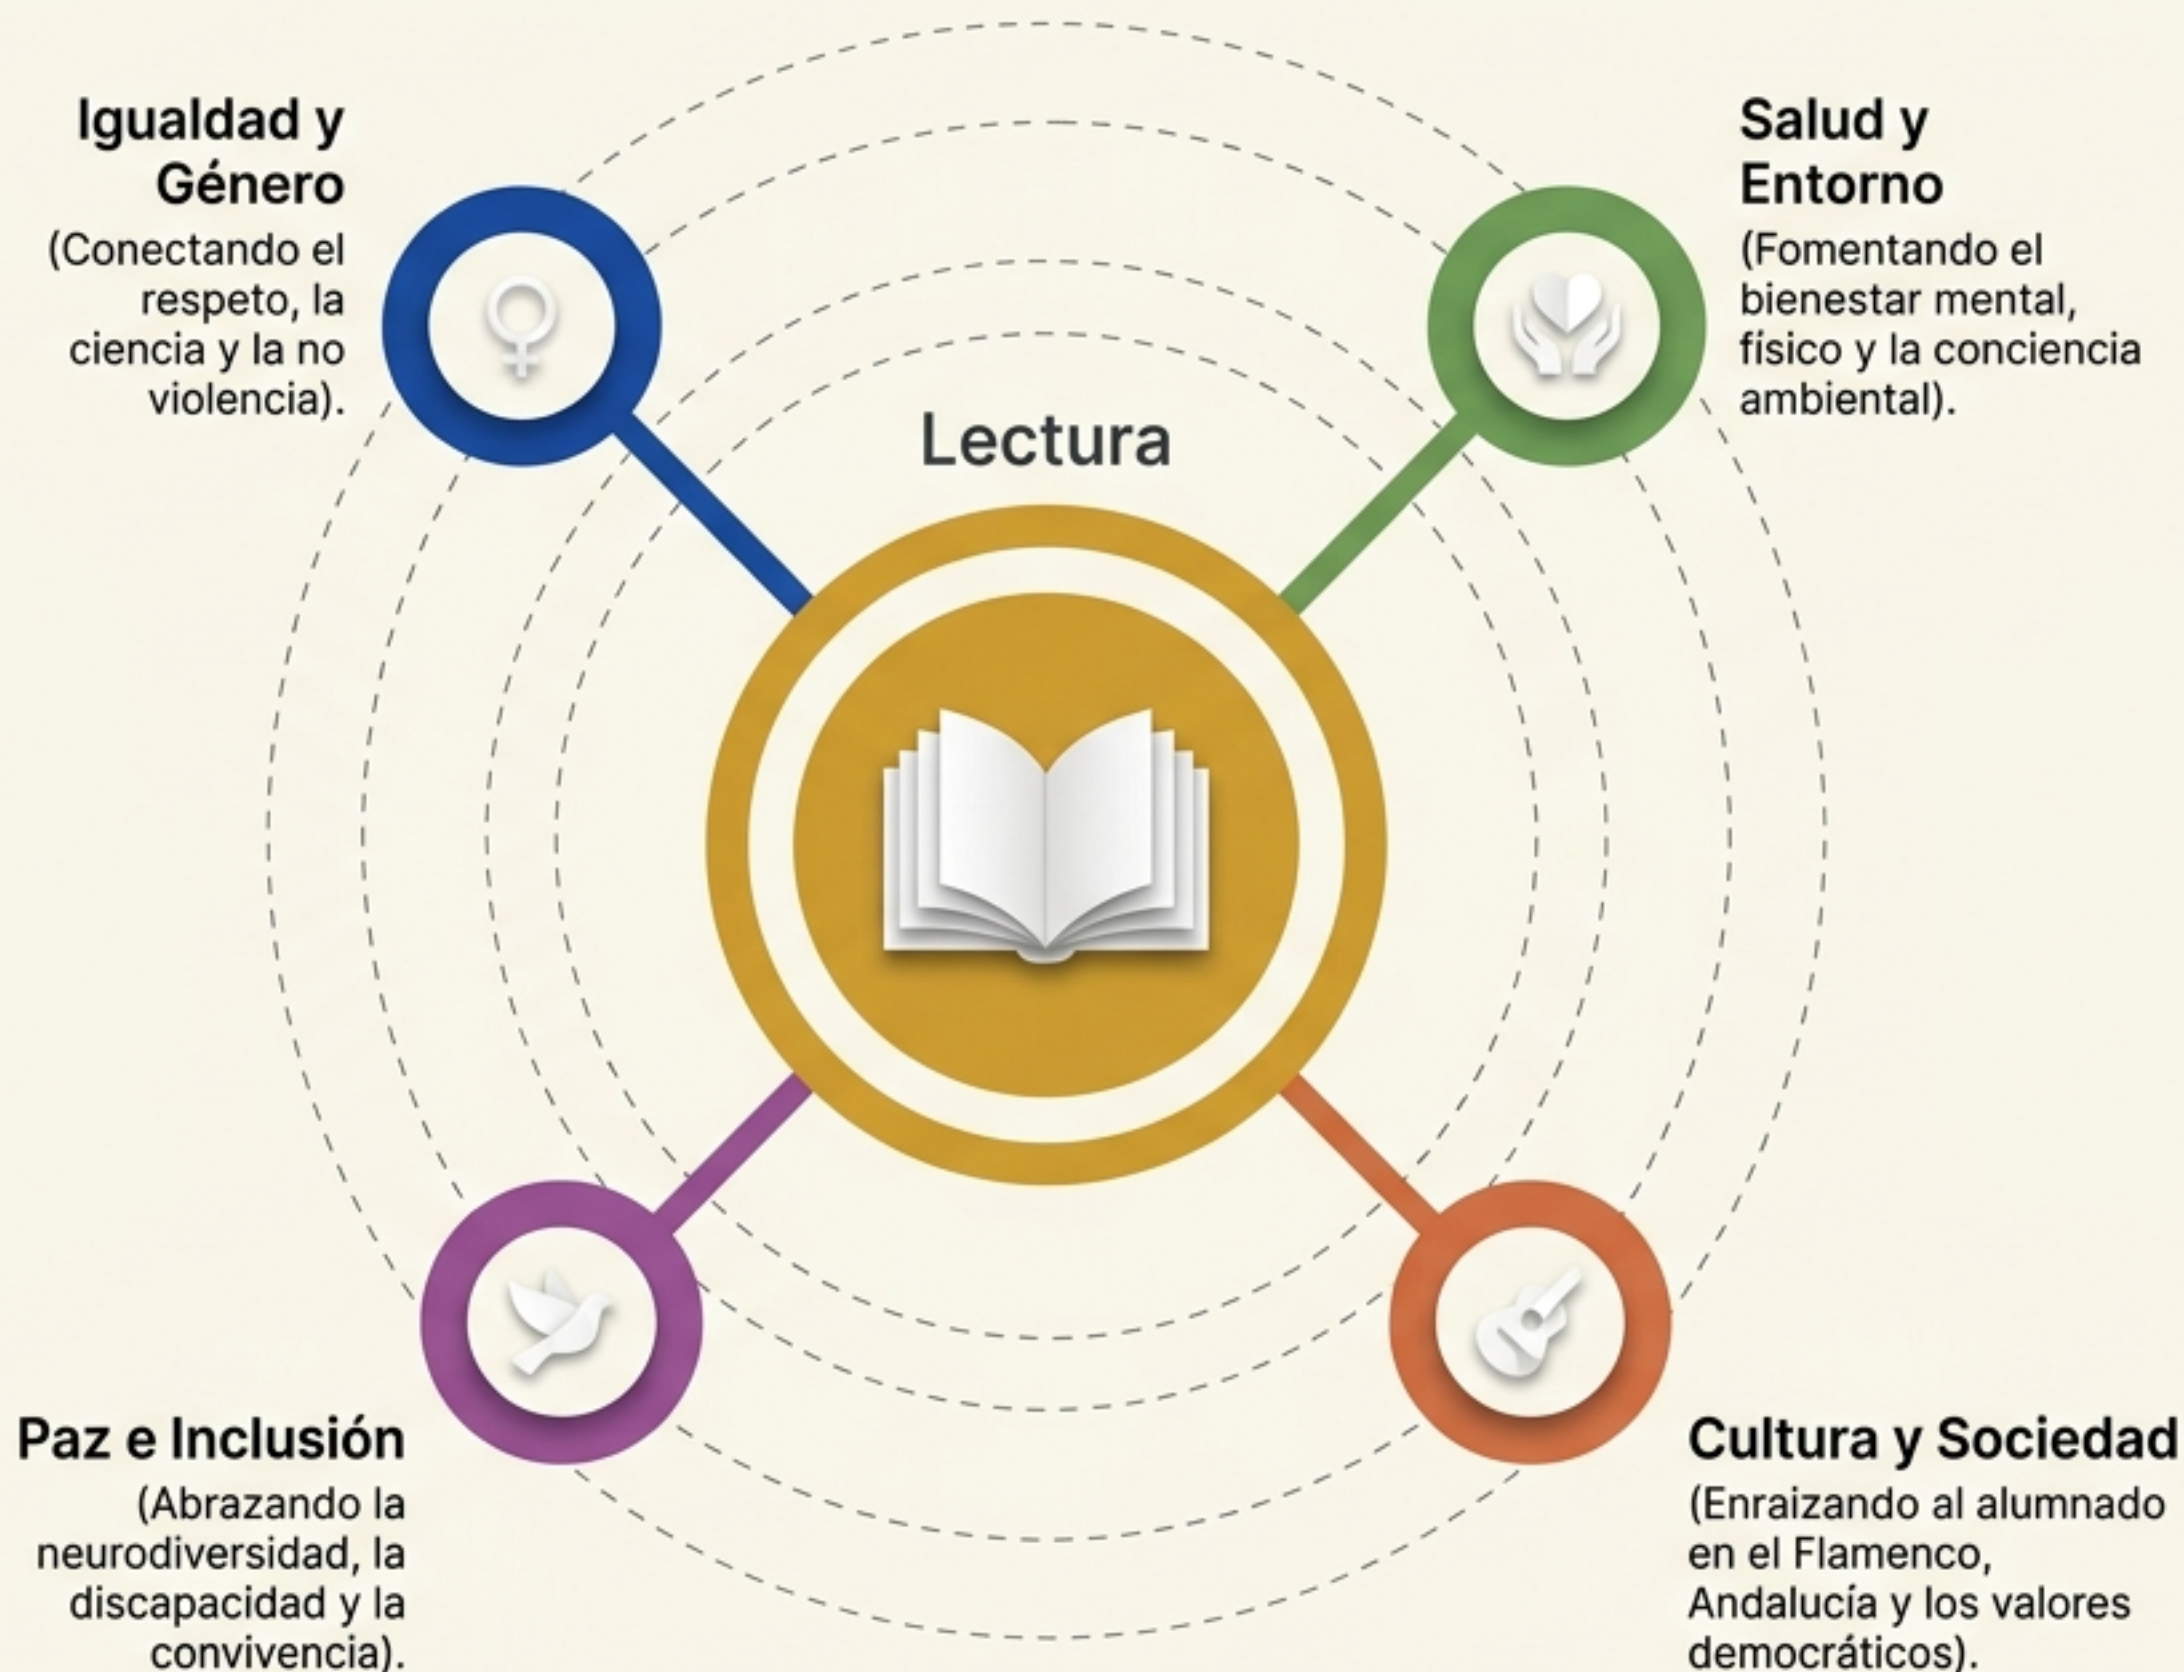 Igualdad y
Género
(Conectando el
respeto, la
ciencia y la no
violencia).
Salud y
Entorno
(Fomentando el
bienestar mental,
físico y la conciencia
ambiental).
Lectura
Paz e Inclusión
(Abrazando la
neurodiversidad, la
discapacidad y la
convivencia).
Cultura y Sociedad
(Enraizando al alumnado
en el Flamenco,
Andalucía y los valores
democráticos).